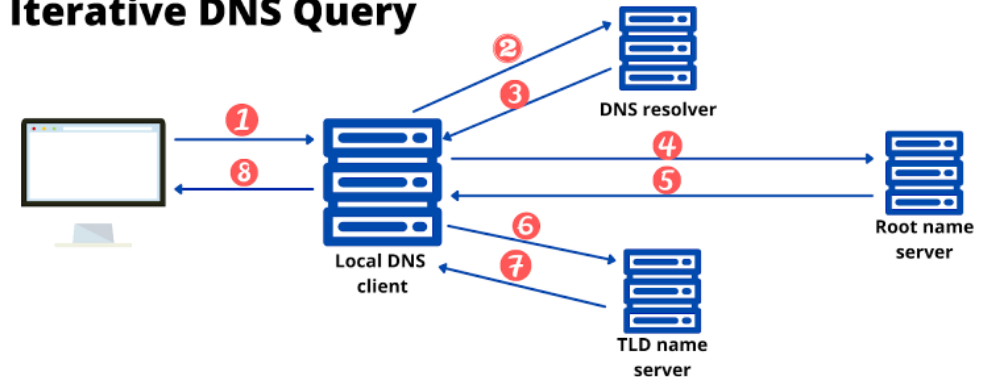 Iterative DNS Query
2
3
DNS resolver
1
8
4
5
6
7
Local DNS
client
Root name
server
TLD name
server